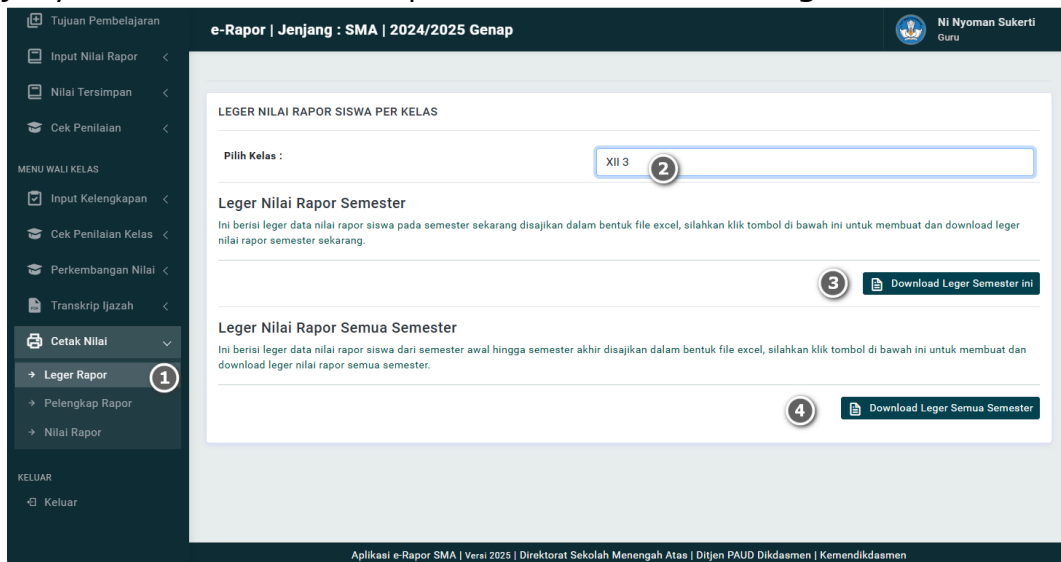 Tujuan Pembelajaran
Input Nilai Rapor
Nilai Tersimpan
Cek Penilaian
MENU WALI KELAS
Input Kelengkapan
Cek Penilaian Kelas
Perkembangan Nilai
Transkrip Ijazah
Cetak Nilai
Leger Rapor
1
Pelengkap Rapor
Nilai Rapor
KELUAR
Keluar
e-Rapor | Jenjang : SMA | 2024/2025 Genap
Ni Nyoman Sukerti
Guru
LEGER NILAI RAPOR SISWA PER KELAS
Pilih Kelas :
XII 3
2
Leger Nilai Rapor Semester
Ini berisi leger data nilai rapor siswa pada semester sekarang disajikan dalam bentuk file excel, silahkan klik tombol di bawah ini untuk membuat dan download leger
nilai rapor semester sekarang.
3
Download Leger Semester ini
Leger Nilai Rapor Semua Semester
Ini berisi leger data nilai rapor siswa dari semester awal hingga semester akhir disajikan dalam bentuk file excel, silahkan klik tombol di bawah ini untuk membuat dan
download leger nilai rapor semua semester.
4
Download Leger Semua Semester
Aplikasi e-Rapor SMA | Versi 2025 | Direktorat Sekolah Menengah Atas | Ditjen PAUD Dikdasmen | Kemendikdasmen